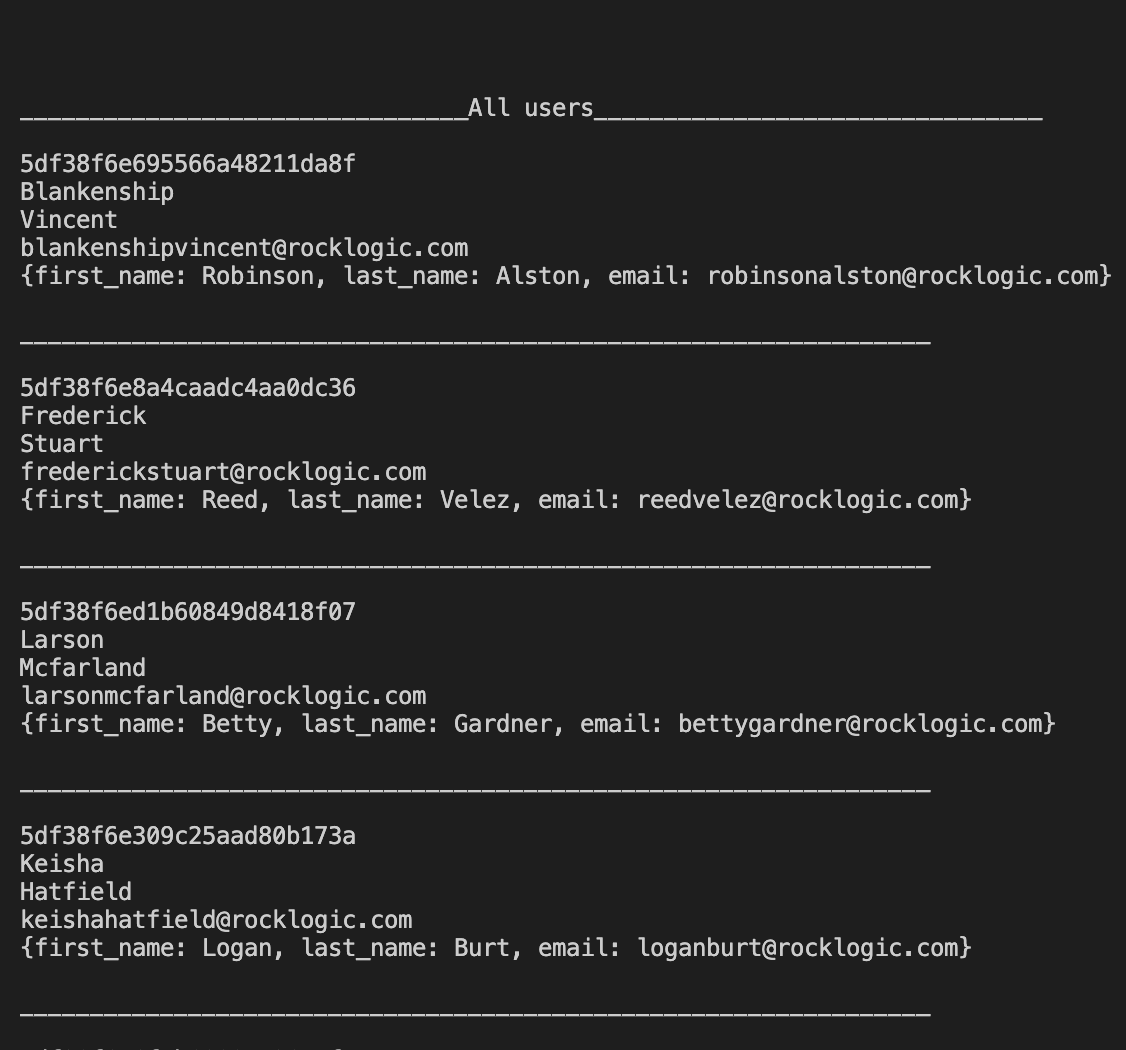 ________________________________All users________________________________
5df38f6e695566a48211da8f
Blankenship
Vincent
blankenshipvincent@rocklogic.com
{first_name: Robinson, last_name: Alston, email: robinsonalston@rocklogic.com}
_________________________________________________________________
5df38f6e8a4caadc4aa0dc36
Frederick
Stuart
frederickstuart@rocklogic.com
{first_name: Reed, last_name: Velez, email: reedvelez@rocklogic.com}
_________________________________________________________________
5df38f6ed1b60849d8418f07
Larson
Mcfarland
larsonmcfarland@rocklogic.com
{first_name: Betty, last_name: Gardner, email: bettygardner@rocklogic.com}
_________________________________________________________________
5df38f6e309c25aad80b173a
Keisha
Hatfield
keishahatfield@rocklogic.com
{first_name: Logan, last_name: Burt, email: loganburt@rocklogic.com}
_________________________________________________________________